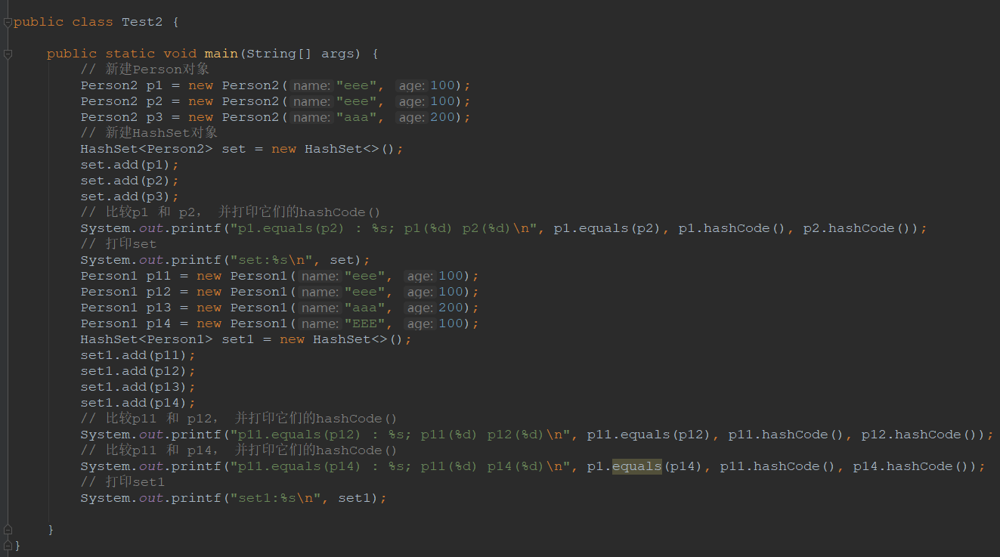 public class Test2 {
public static void main(String[] args) {
// 新建Person对象
Person2 p1 = new Person2( name: "eee", age: 100);
Person2 p2 = new Person2( name: "eee", age: 100);
Person2 p3 = new Person2( name: "aaa", age: 200);
// 新建HashSet对象
HashSet<Person2> set = new HashSet<>();
set.add(p1);
set.add(p2);
set.add(p3);
// 比较p1 和 p2， 并打印它们的hashCode()
System.out.printf("p1.equals(p2) : %s; p1(%d) p2(%d)\n", p1.equals(p2), p1.hashCode(), p2.hashCode());
// 打印set
System.out.printf("set:%s\n", set);
Person1 p11 = new Person1( name: "eee", age: 100);
Person1 p12 = new Person1( name: "eee", age: 100);
Person1 p13 = new Person1( name: "aaa", age: 200);
Person1 p14 = new Person1( name: "EEE", age: 100);
HashSet<Person1> set1 = new HashSet<>();
set1.add(p11);
set1.add(p12);
set1.add(p13);
set1.add(p14);
// 比较p11 和 p12， 并打印它们的hashCode()
System.out.printf("p11.equals(p12) : %s; p11(%d) p12(%d)\n", p11.equals(p12), p11.hashCode(), p12.hashCode());
// 比较p11 和 p14， 并打印它们的hashCode()
System.out.printf("p11.equals(p14) : %s; p11(%d) p14(%d)\n", p1.equals(p14), p11.hashCode(), p14.hashCode());
// 打印set1
System.out.printf("set1:%s\n", set1);
}
}